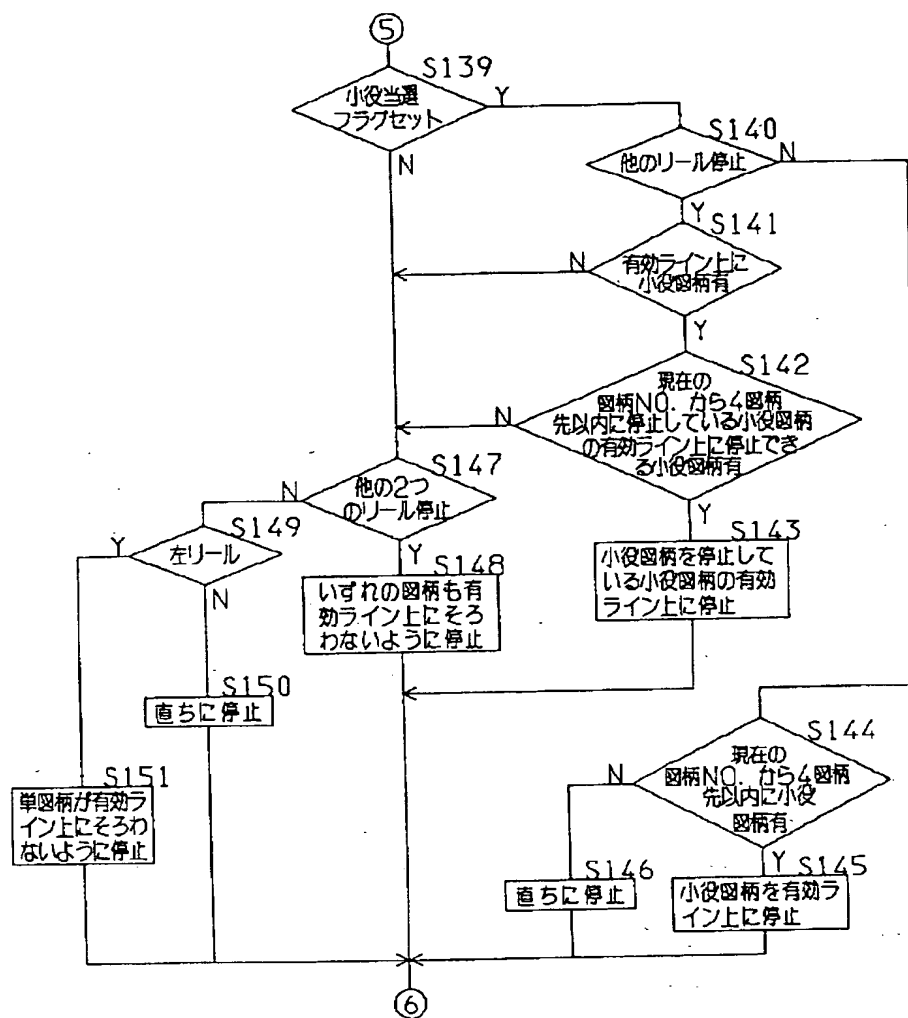 5
S139
小役当選
フラグセット
Y
N
S140
他のリール停止
N
Y
S141
有効ライン上に
小役図柄有
N
Y
S142
現在の
図柄NO.から4図柄
先以内に停止している小役図柄
の有効ライン上に停止でき
る小役図柄有
N
Y
S143
小役図柄を停止して
いる小役図柄の有効
ライン上に停止
S147
他の2つ
のリール停止
N
Y
S148
いずれの図柄も有
効ライン上にそろ
わないように停止
S149
左リール
Y
N
S150
直ちに停止
S151
単図柄が有効ラ
イン上にそろわ
ないように停止
S144
現在の
図柄NO.から4図柄
先以内に小役
図柄有
N
Y
S145
小役図柄を有効ラ
イン上に停止
S146
直ちに停止
6